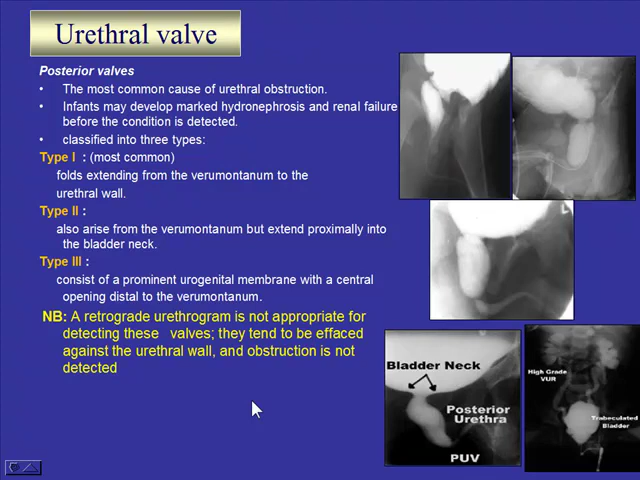 Urethral valve
Posterior valves
• The most common cause of urethral obstruction.
• Infants may develop marked hydronephrosis and renal failure
before the condition is detected.
• classified into three types:
Type I : (most common)
folds extending from the verumontanum to the
urethral wall.
Type II :
also arise from the verumontanum but extend proximally into
the bladder neck.
Type III :
consist of a prominent urogenital membrane with a central
opening distal to the verumontanum.
NB: A retrograde urethrogram is not appropriate for
detecting these valves; they tend to be effaced
against the urethral wall, and obstruction is not
detected
Bladder Neck
Posterior
Urethra
PUV
High Grade
VUR
Trabeculated
Bladder